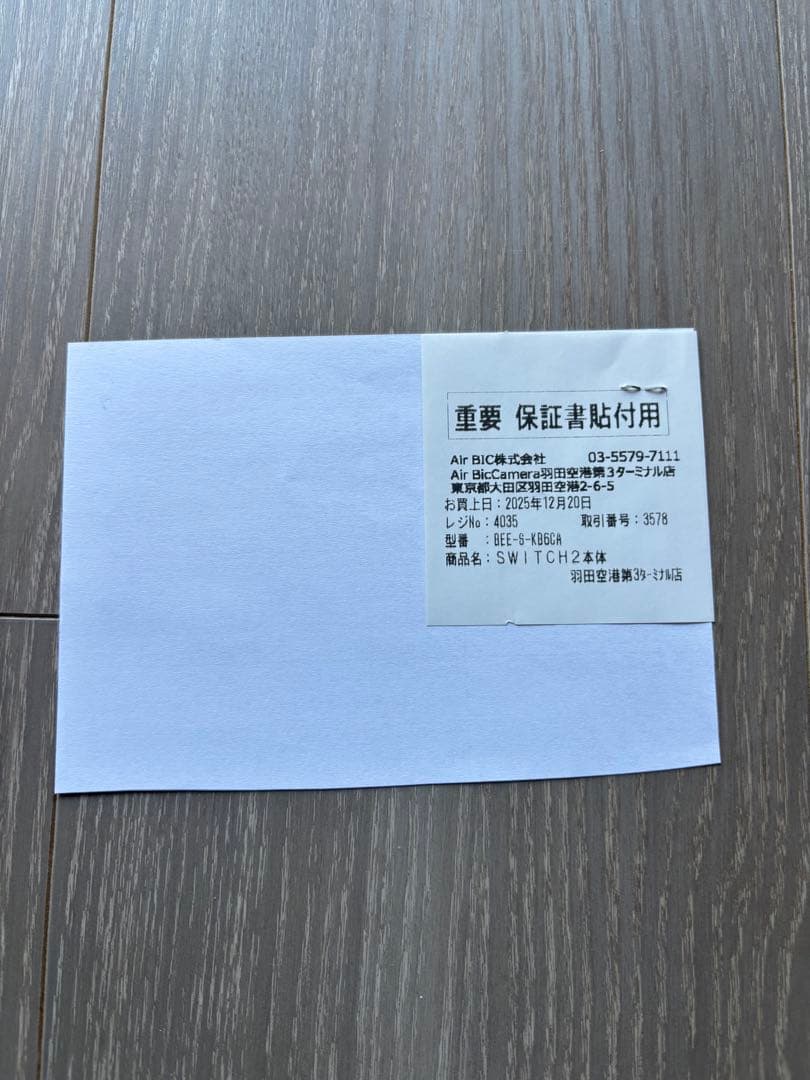 重要 保証書貼付用
Air BIC株式会社 03-5579-7111
Air BicCamera羽田空港第3ターミナル店
東京都大田区羽田空港2-6-5
お買上日：2025年12月20日
レジNo：4035 取引番号：3578
型番 ：BEE-S-KB6CA
商品名：ＳＷＩＴＣＨ２本体
羽田空港第3ﾀｰﾐﾅﾙ店